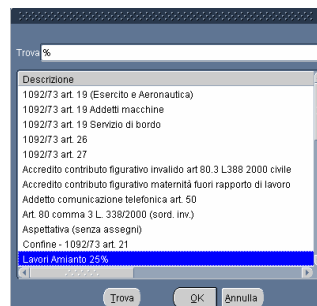 Trova %
Descrizione
1092/73 art. 19 (Esercito e Aeronautica)
1092/73 art. 19 Addetti macchine
1092/73 art. 19 Servizio di bordo
1092/73 art. 26
1092/73 art. 27
Accredito contributo figurativo invalido art 80.3 L388 2000 civile
Accredito contributo figurativo maternità fuori rapporto di lavoro
Addetto comunicazione telefonica art. 50
Art. 80 comma 3 L. 338/2000 (sord. inv.)
Aspettativa (senza assegni)
Confine - 1092/73 art. 21
Lavori Amianto 25%
Trova OK Annulla